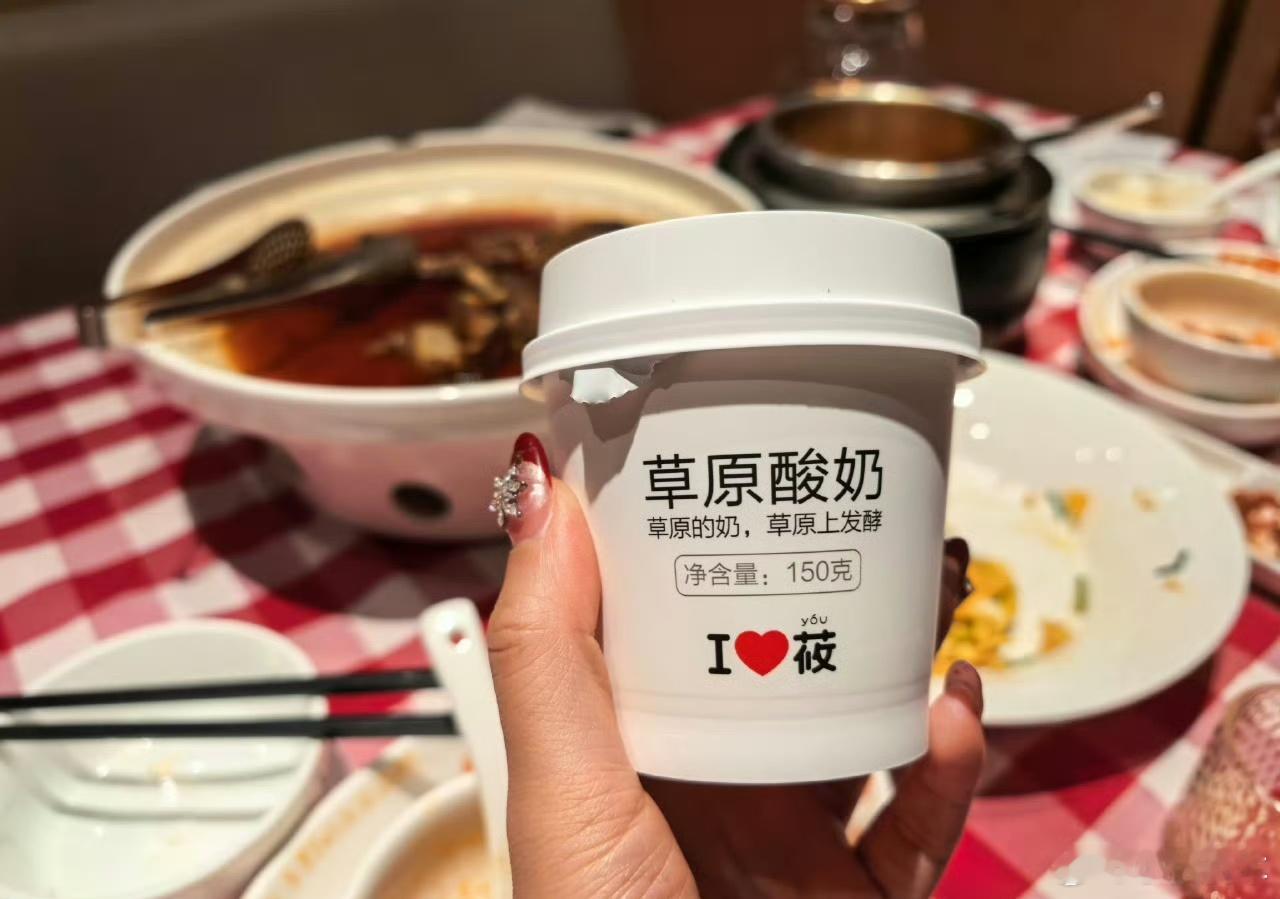 草原酸奶
草原的奶，草原上发酵
净含量：150克
yóu
I❤莜